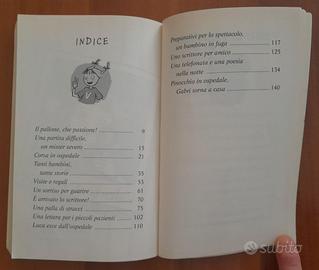 INDICE
Il pallone, che passione! 9
Una partita difficile,
un mister severo 15
Corsa in ospedale 21
Tanti bambini,
tante storie 33
Visite e regali 53
Un sorriso per guarire 61
È arrivato lo scrittore! 70
Una palla di stracci 75
Una lettera per i piccoli pazienti 102
Luca esce dall'ospedale 110
Preparativi per lo spettacolo,
un bambino in fuga 117
Uno scrittore per amico 125
Una telefonata e una poesia
nella notte 134
Pinocchio in ospedale,
Gabri torna a casa 140
subito